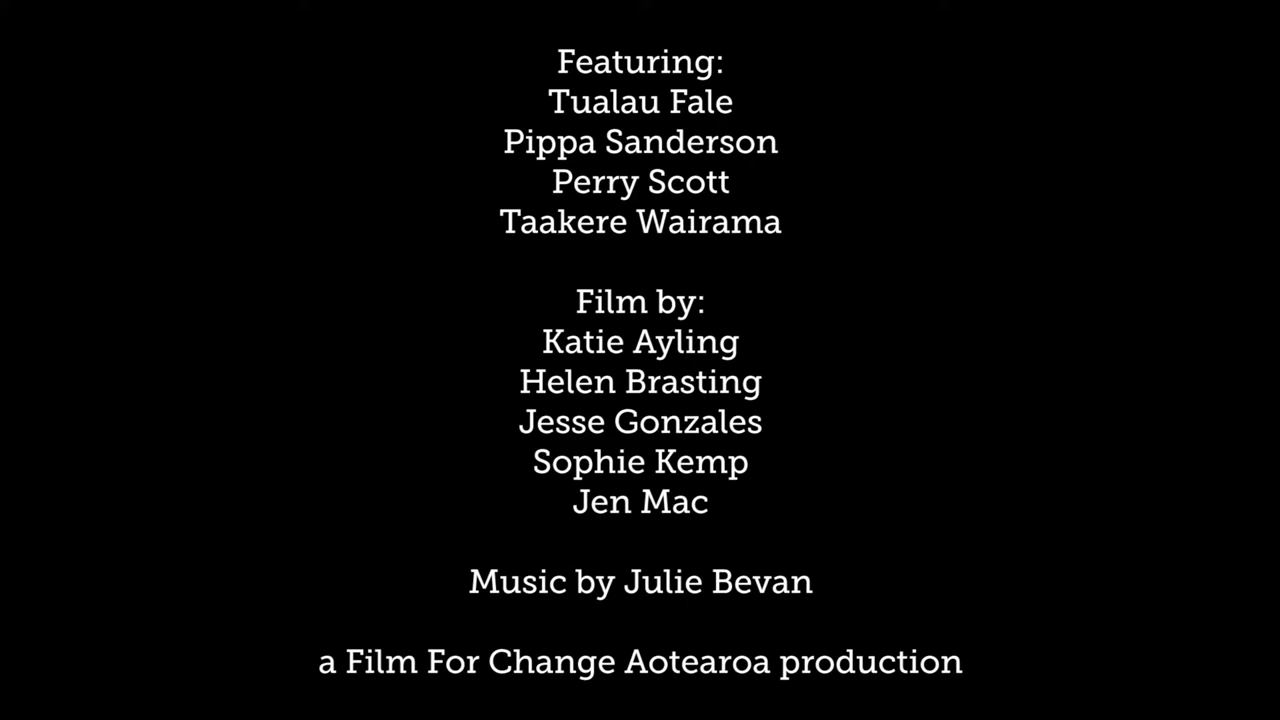 Featuring:
Tualau Fale
Pippa Sanderson
Perry Scott
Taakere Wairama
Film by:
Katie Ayling
Helen Brasting
Jesse Gonzales
Sophie Kemp
Jen Mac
Music by Julie Bevan
a Film For Change Aotearoa production